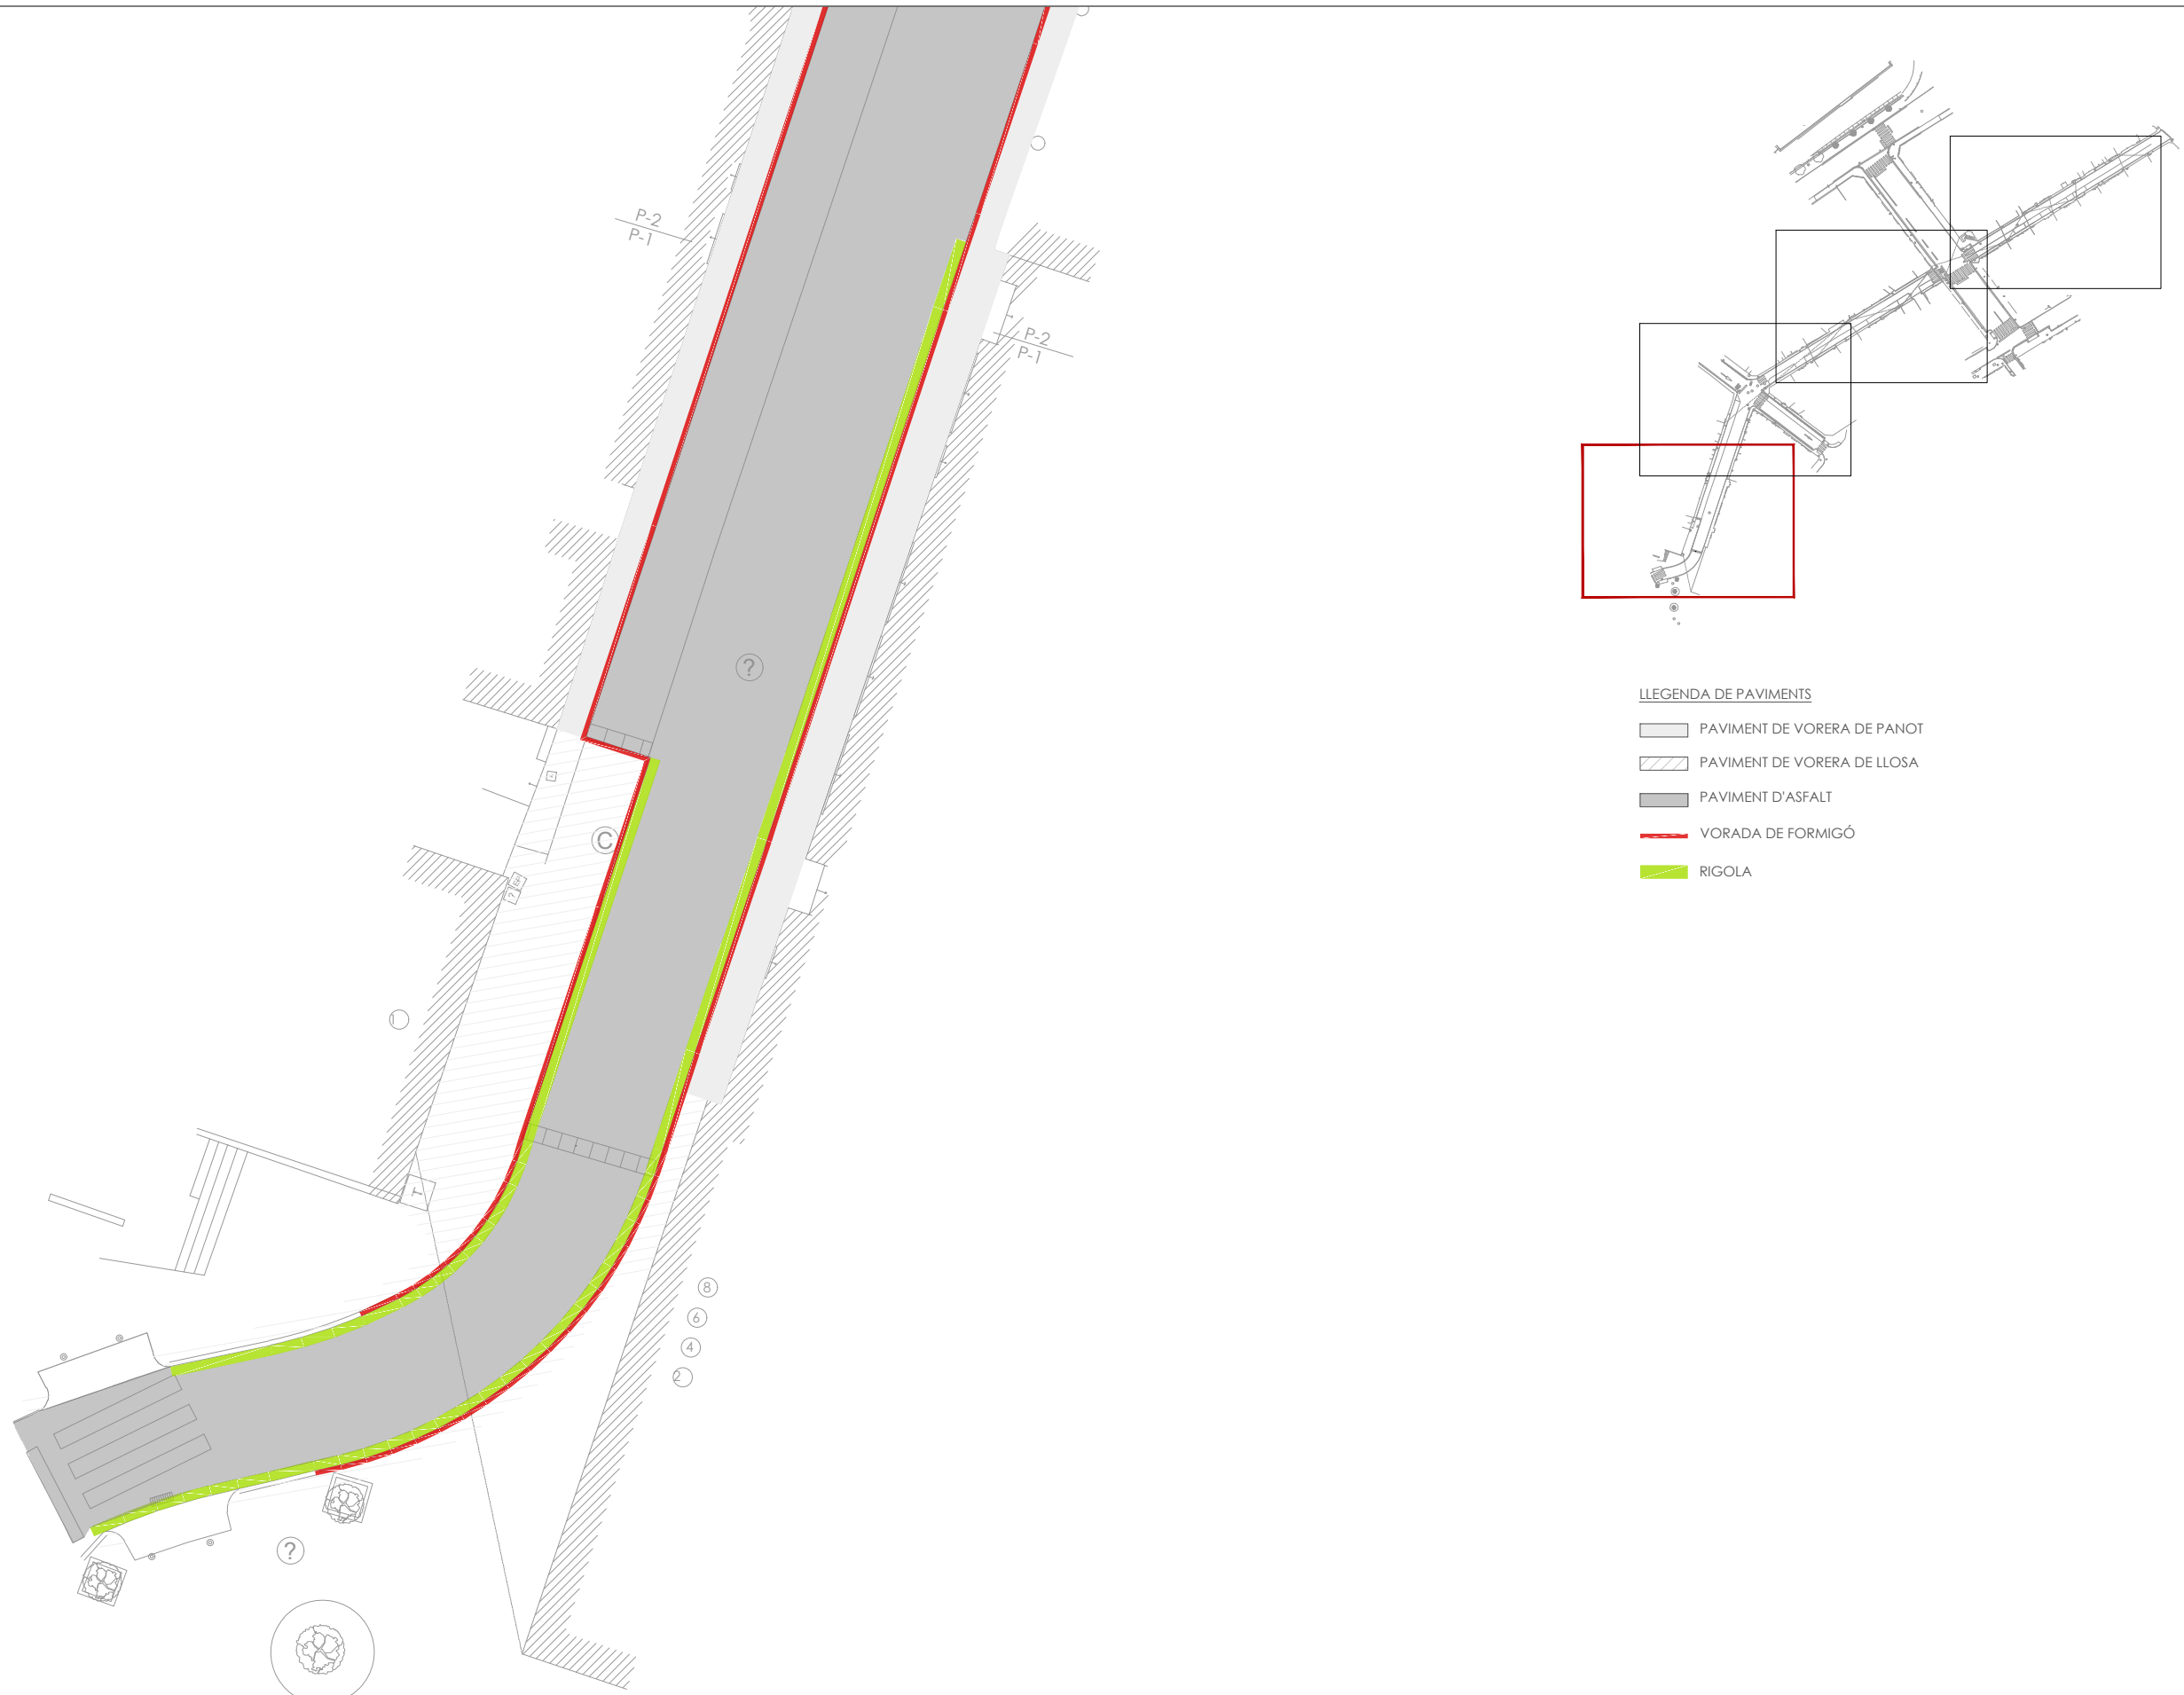 P-2
P-1
P-2
P-1
?
C
?
1
T
8
6
4
2
?
LLEGENDA DE PAVIMENTS
PAVIMENT DE VORERA DE PANOT
PAVIMENT DE VORERA DE LLOSA
PAVIMENT D'ASFALT
VORADA DE FORMIGÓ
RIGOLA